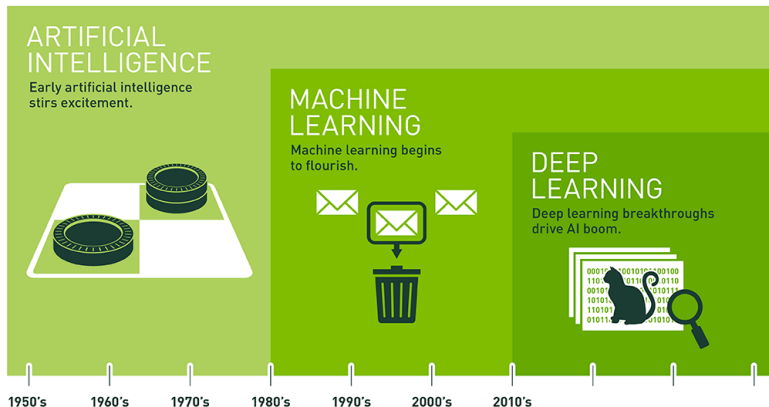 ARTIFICIAL
INTELLIGENCE
Early artificial intelligence
stirs excitement.
MACHINE
LEARNING
Machine learning begins
to flourish.
DEEP
LEARNING
Deep learning breakthroughs
drive AI boom.
1950's 1960's 1970's 1980's 1990's 2000's 2010's